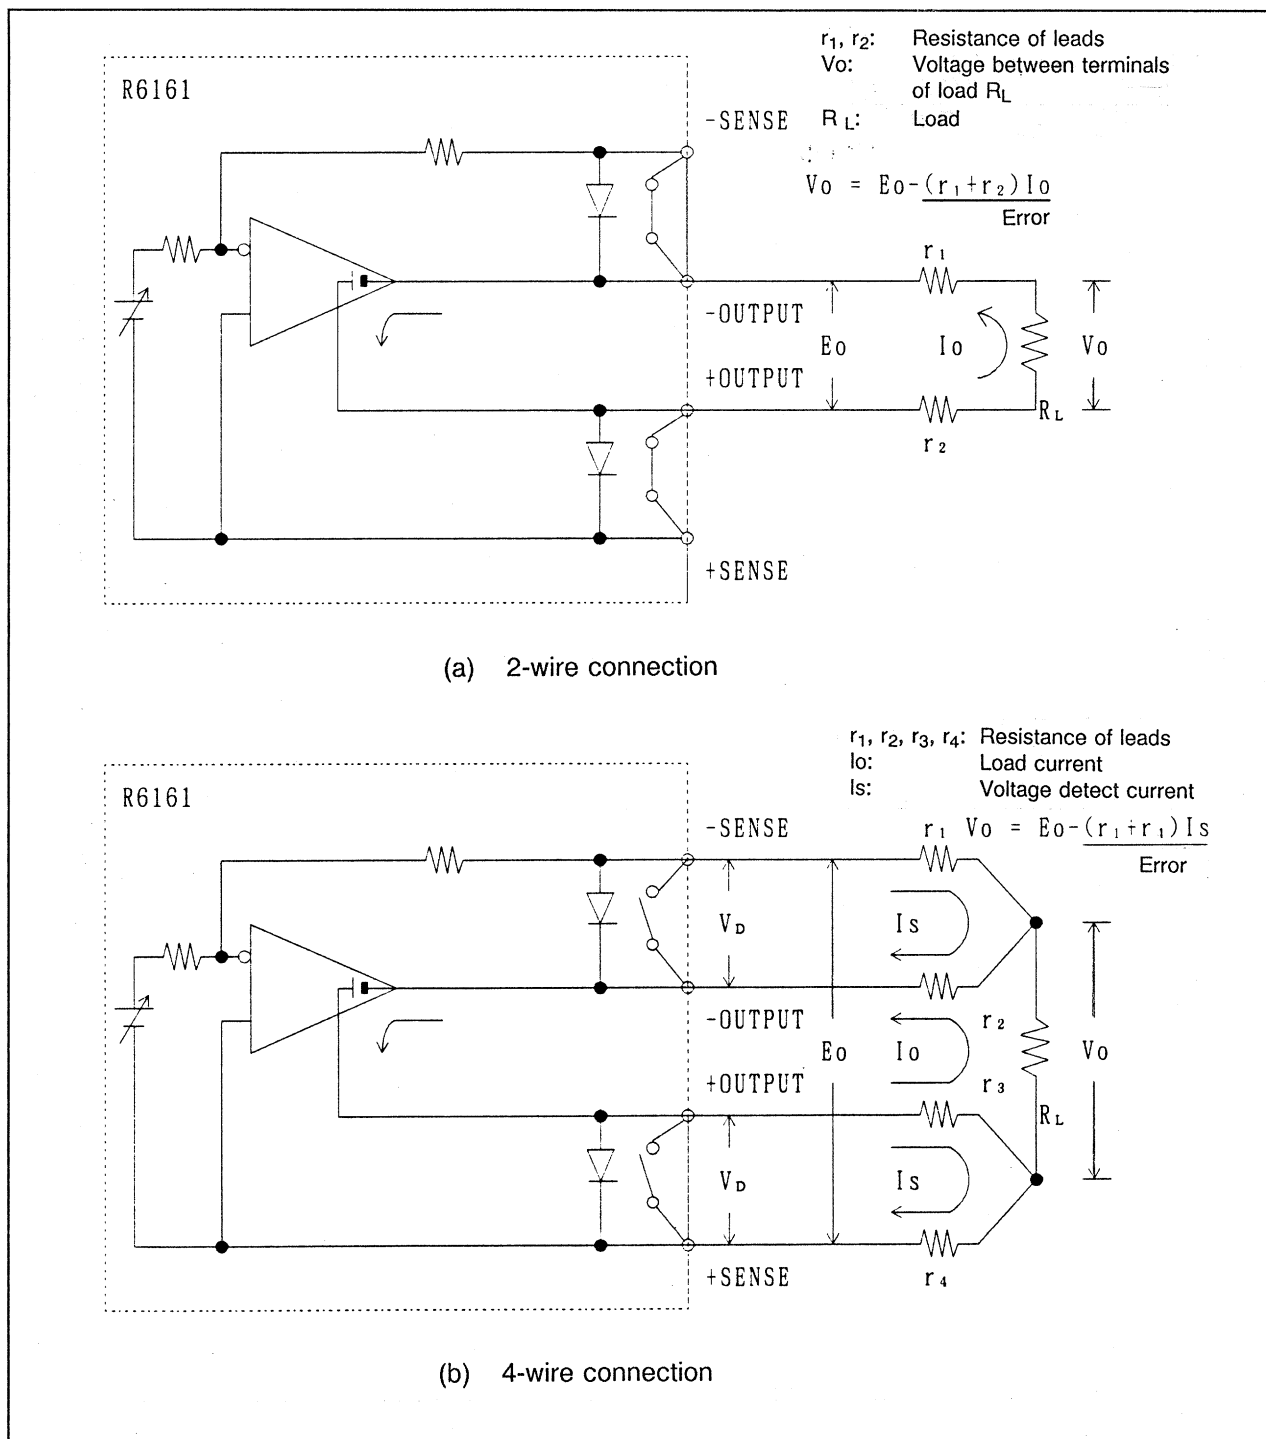 r1, r2: Resistance of leads
Vo: Voltage between terminals
of load RL
RL: Load
R6161
-SENSE
Vo = Eo-(r1+r2)Io
Error
r1
-OUTPUT
Eo
Io
Vo
+OUTPUT
RL
r2
+SENSE
(a) 2-wire connection
r1, r2, r3, r4: Resistance of leads
Io: Load current
Is: Voltage detect current
R6161
-SENSE
r1 Vo = Eo-(r1+r1)Is
Error
VD
Is
-OUTPUT
r2
Eo
Io
Vo
+OUTPUT
r3
RL
VD
Is
+SENSE
r4
(b) 4-wire connection